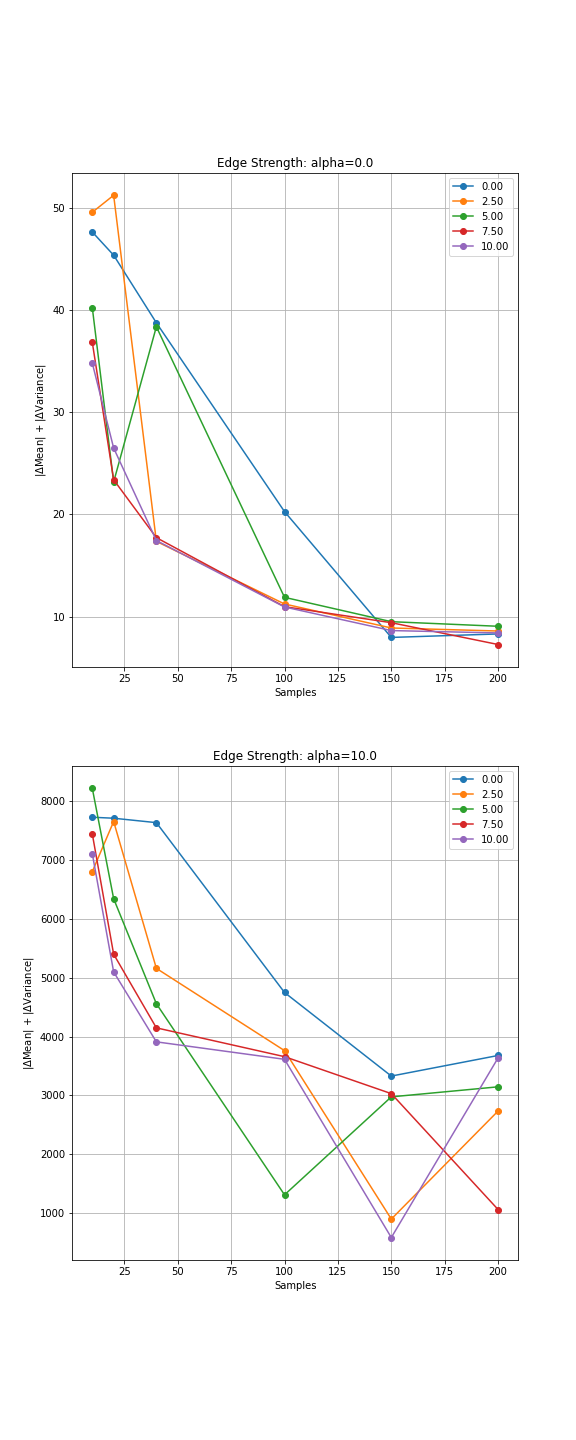 Edge Strength: alpha=0.0
0.00
2.50
5.00
7.50
10.00
50
40
30
20
10
|ΔMean| + |ΔVariance|
25 50 75 100 125 150 175 200
Samples
Edge Strength: alpha=10.0
0.00
2.50
5.00
7.50
10.00
8000
7000
6000
5000
4000
3000
2000
1000
|ΔMean| + |ΔVariance|
25 50 75 100 125 150 175 200
Samples